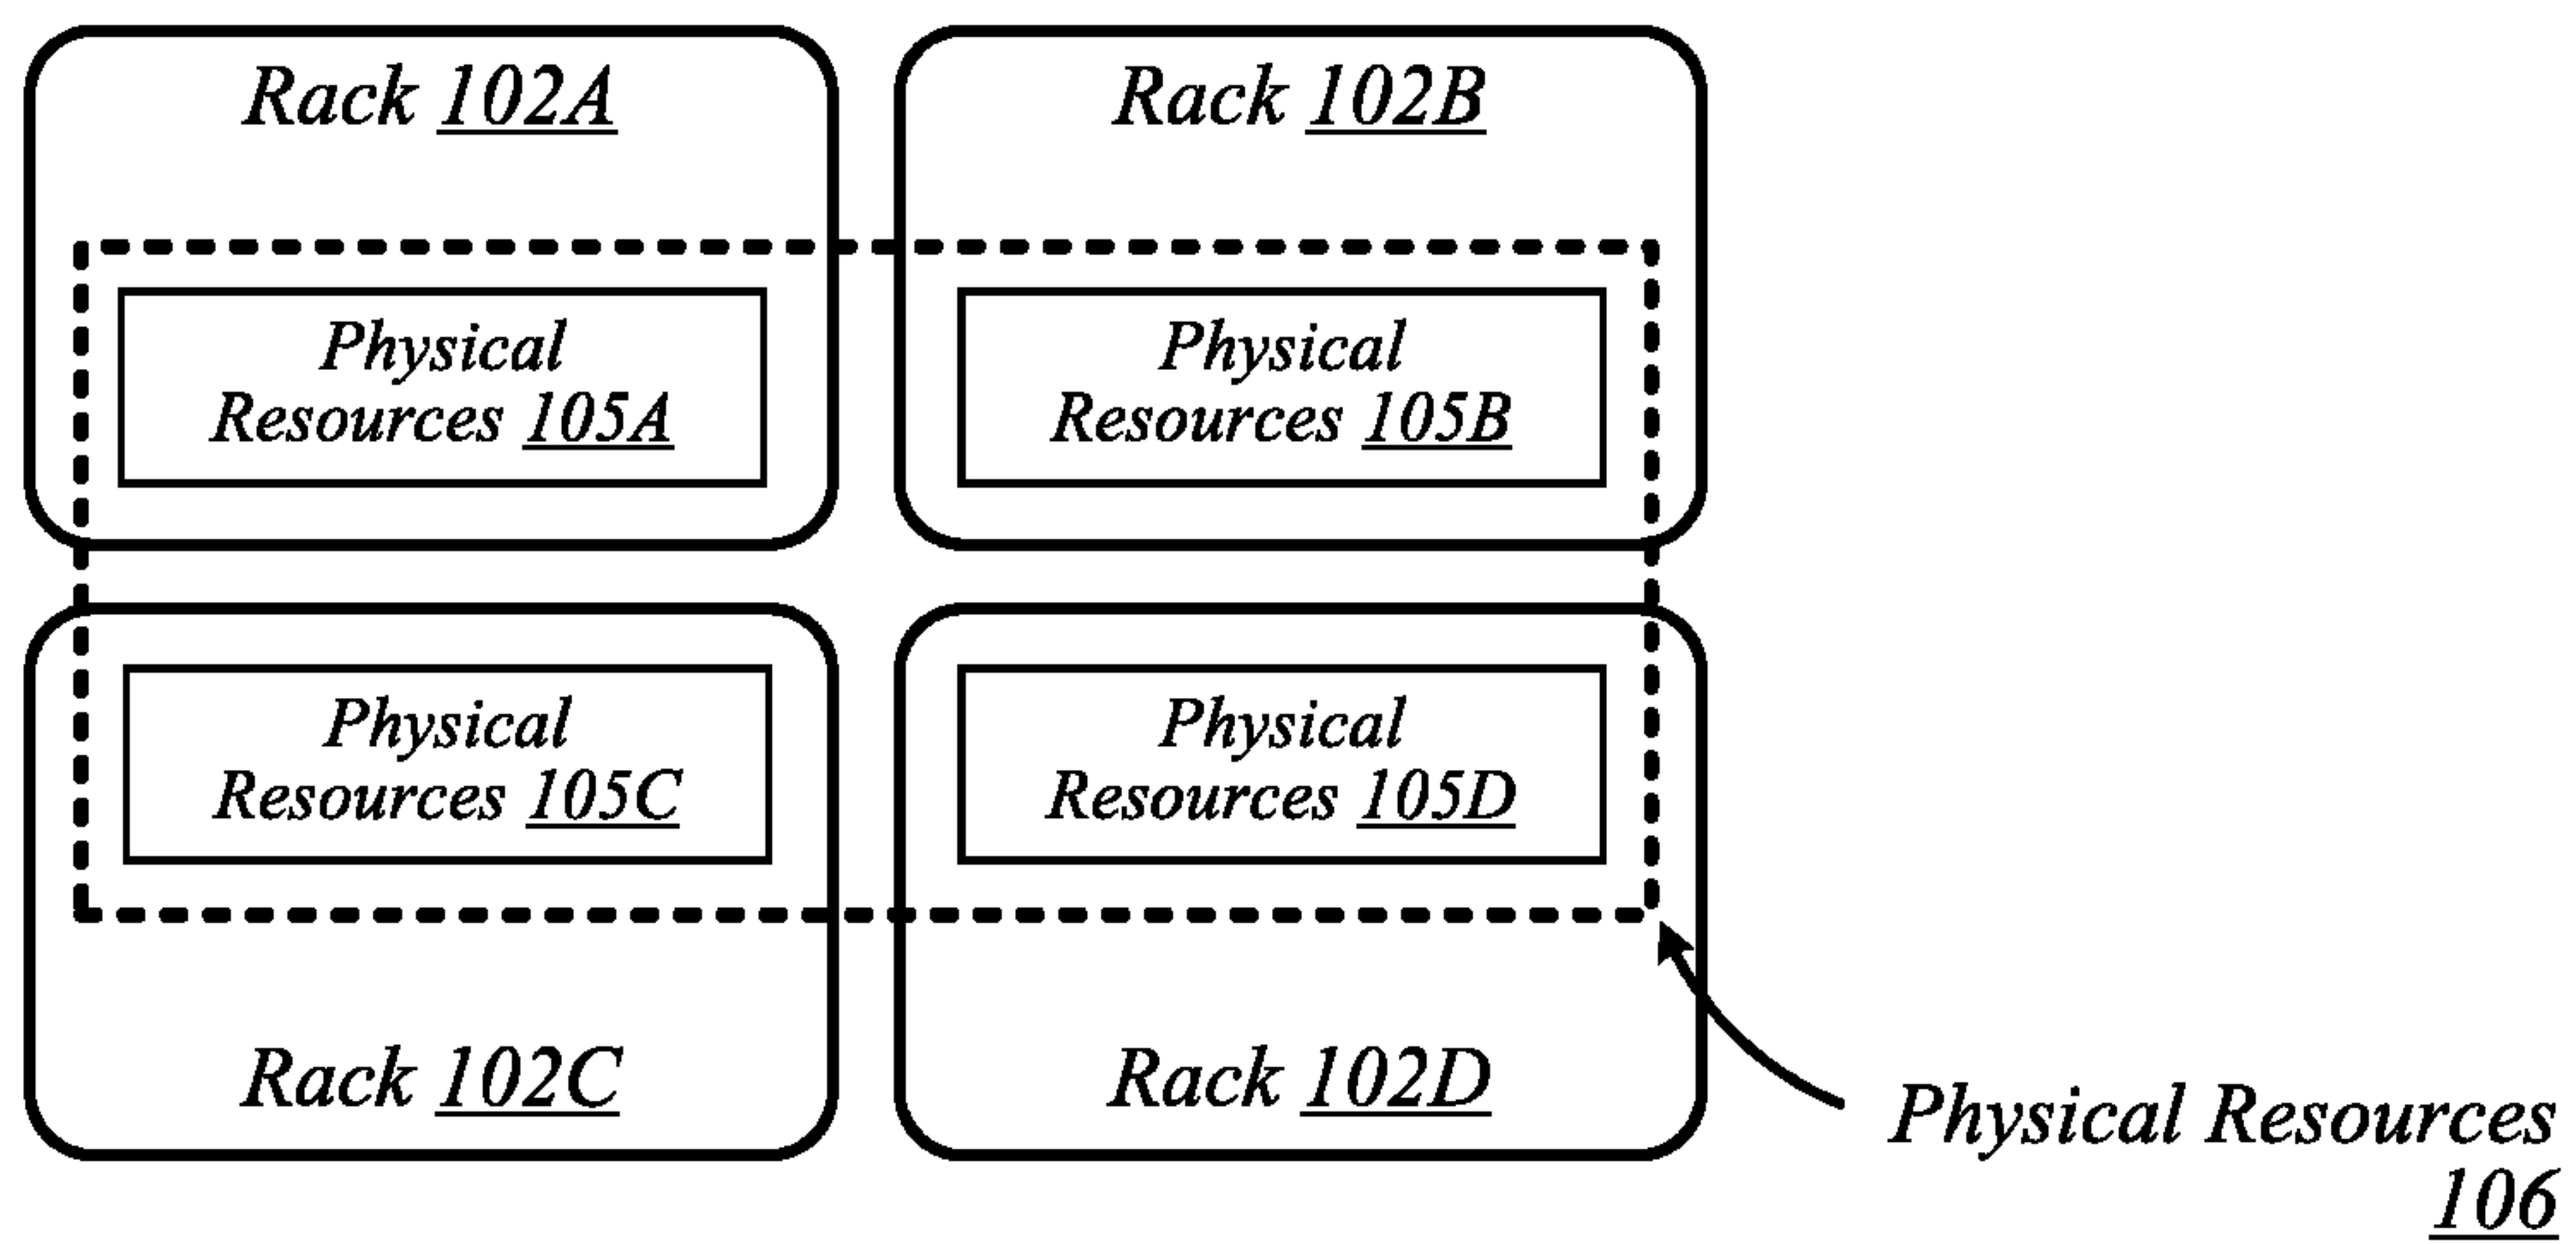 Rack 102A
Rack 102B
Physical
Resources 105A
Physical
Resources 105B
Physical
Resources 105C
Physical
Resources 105D
Rack 102C
Rack 102D
Physical Resources
106